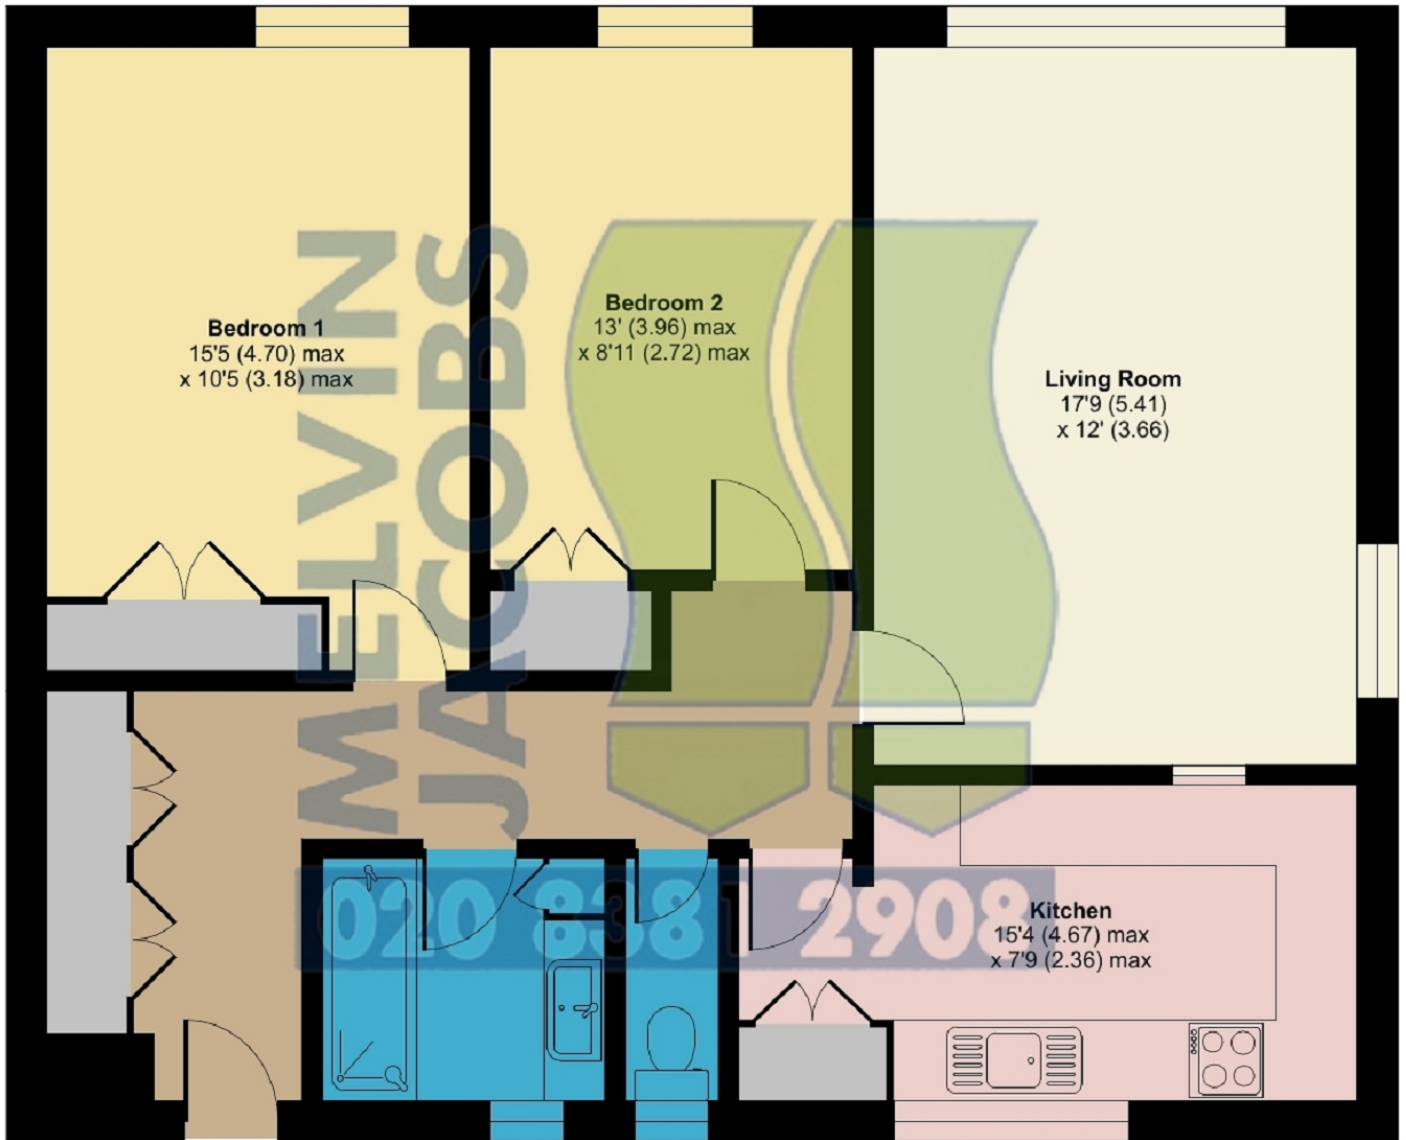 Bedroom 1
15'5 (4.70) max
x 10'5 (3.18) max
Bedroom 2
13' (3.96) max
x 8'11 (2.72) max
Living Room
17'9 (5.41)
x 12' (3.66)
Kitchen
15'4 (4.67) max
x 7'9 (2.36) max
MELVIN
JACOBS
020 8381 2908